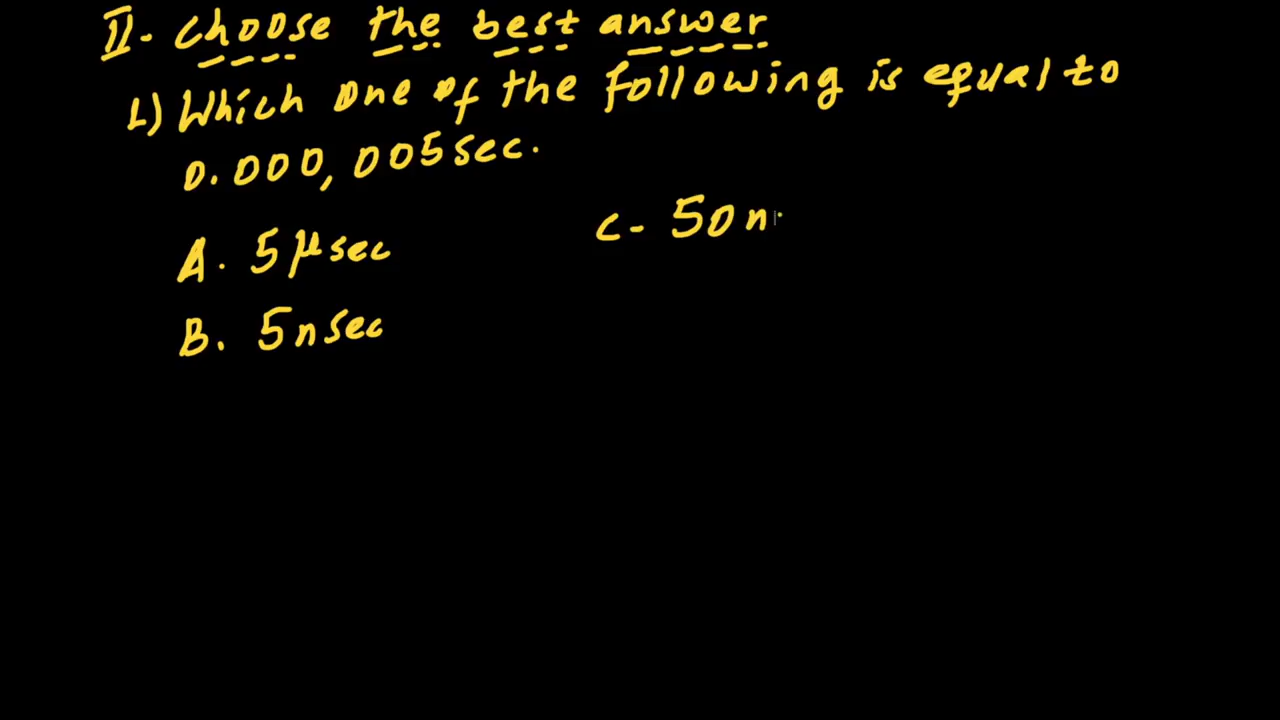 II- Choose the best answer
1) Which one of the following is equal to
0.000,005sec.
A. 5μsec
B. 5nsec
C- 50n